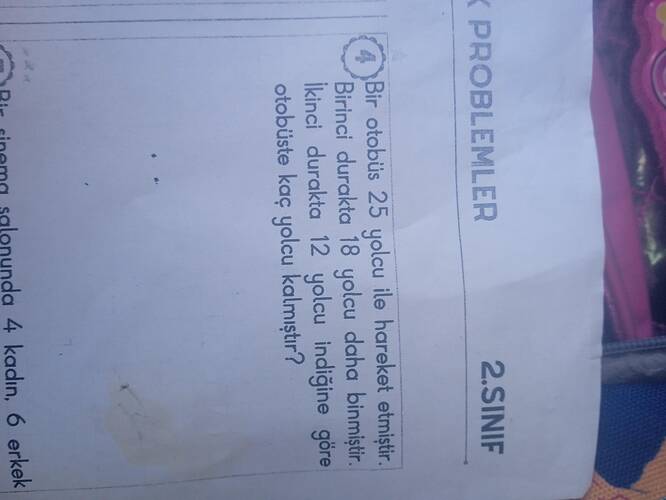 PROBLEMLER 2.SINIF
4 Bir otobüs 25 yolcu ile hareket etmiştir.
Birinci durakta 18 yolcu daha binmiştir.
İkinci durakta 12 yolcu indiğine göre
otobüste kaç yolcu kalmıştır?
Bir sinema salonunda 4 kadın, 6 erkek